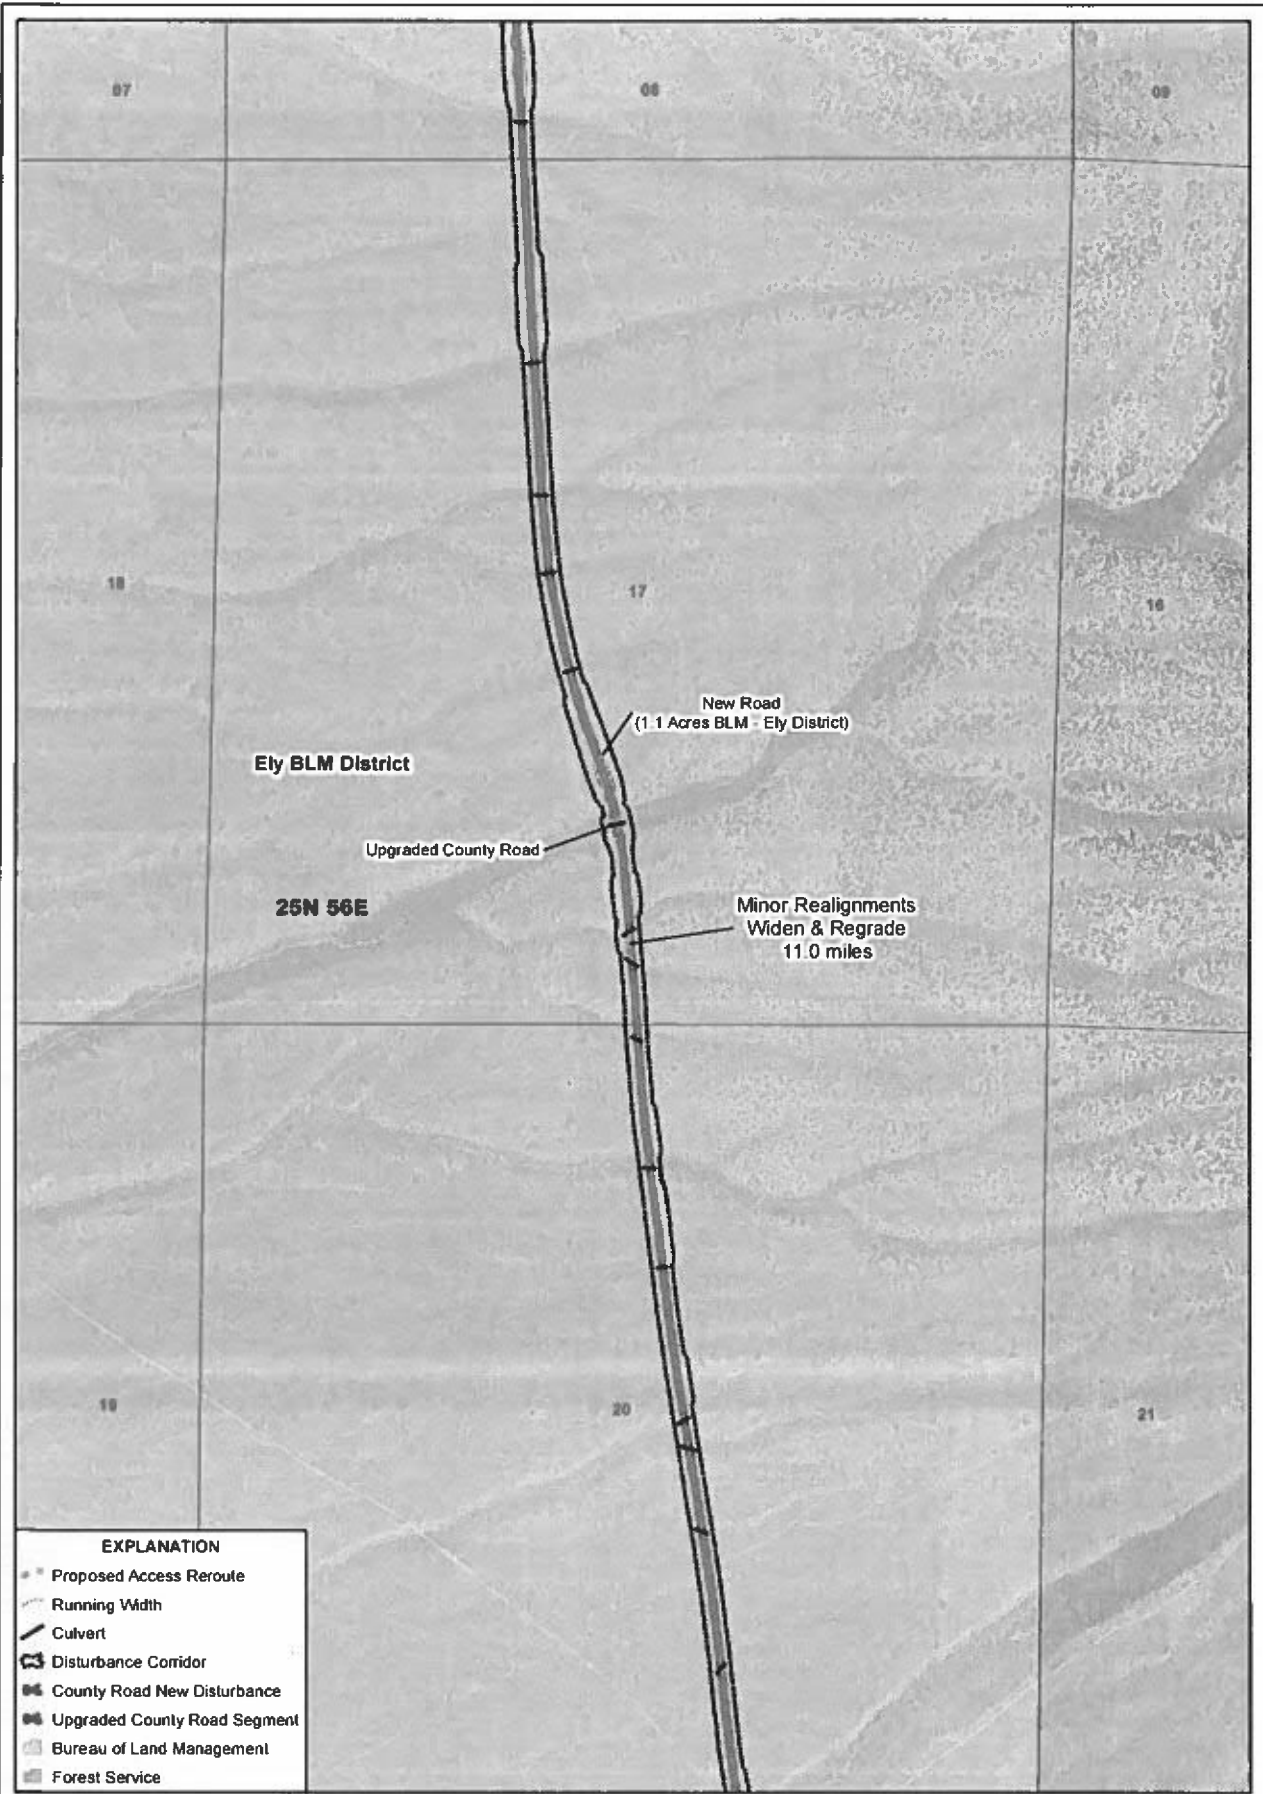 07
08
09
18
17
16
New Road
(1.1 Acres BLM - Ely District)
Ely BLM District
Upgraded County Road
25N 56E
Minor Realignments
Widen & Regrade
11.0 miles
19
20
21
EXPLANATION
Proposed Access Reroute
Running Width
Culvert
Disturbance Corridor
County Road New Disturbance
Upgraded County Road Segment
Bureau of Land Management
Forest Service